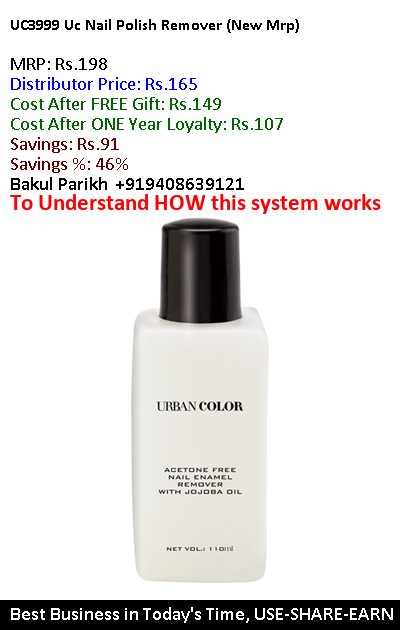 UC3999 Uc Nail Polish Remover (New Mrp)
MRP: Rs.198
Distributor Price: Rs.165
Cost After FREE Gift: Rs.149
Cost After ONE Year Loyalty: Rs.107
Savings: Rs.91
Savings %: 46%
Bakul Parikh +919408639121
To Understand HOW this system works
URBAN COLOR
ACETONE FREE
NAIL ENAMEL
REMOVER
WITH JOJOBA OIL
NET VOL.: 110ml
Best Business in Today's Time, USE-SHARE-EARN